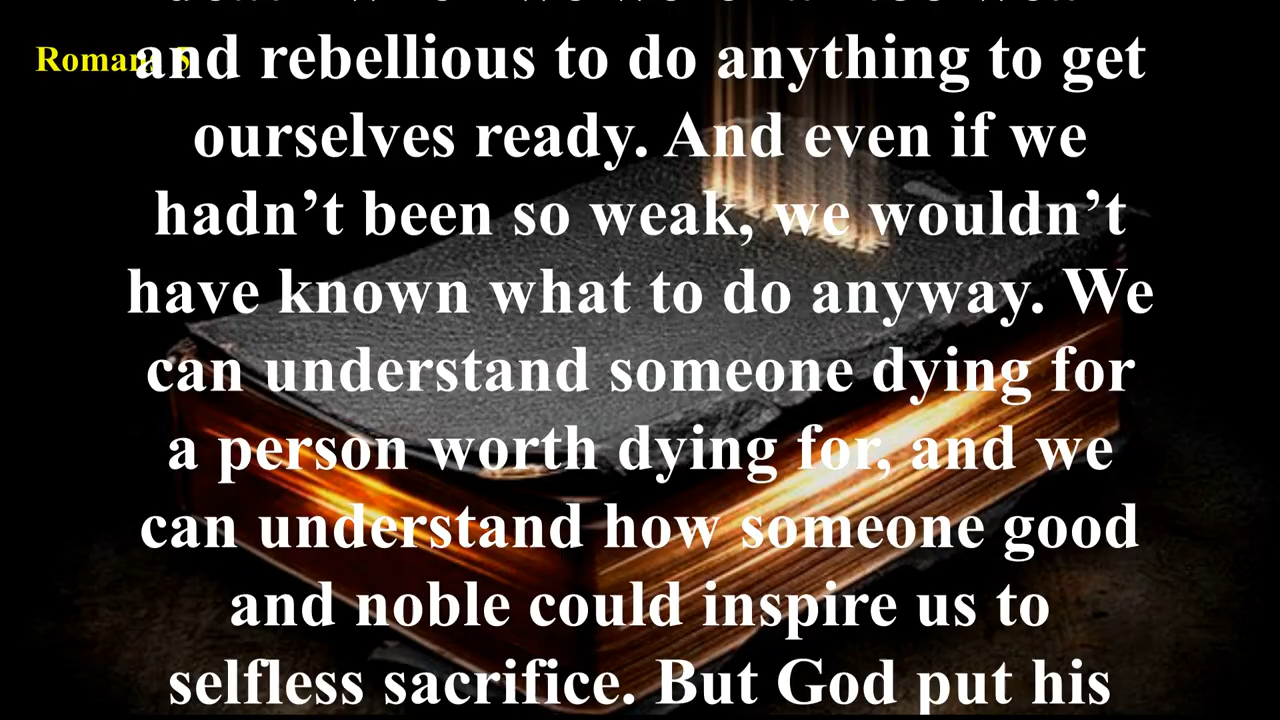 Romans 5
and rebellious to do anything to get
ourselves ready. And even if we
hadn’t been so weak, we wouldn’t
have known what to do anyway. We
can understand someone dying for
a person worth dying for, and we
can understand how someone good
and noble could inspire us to
selfless sacrifice. But God put his